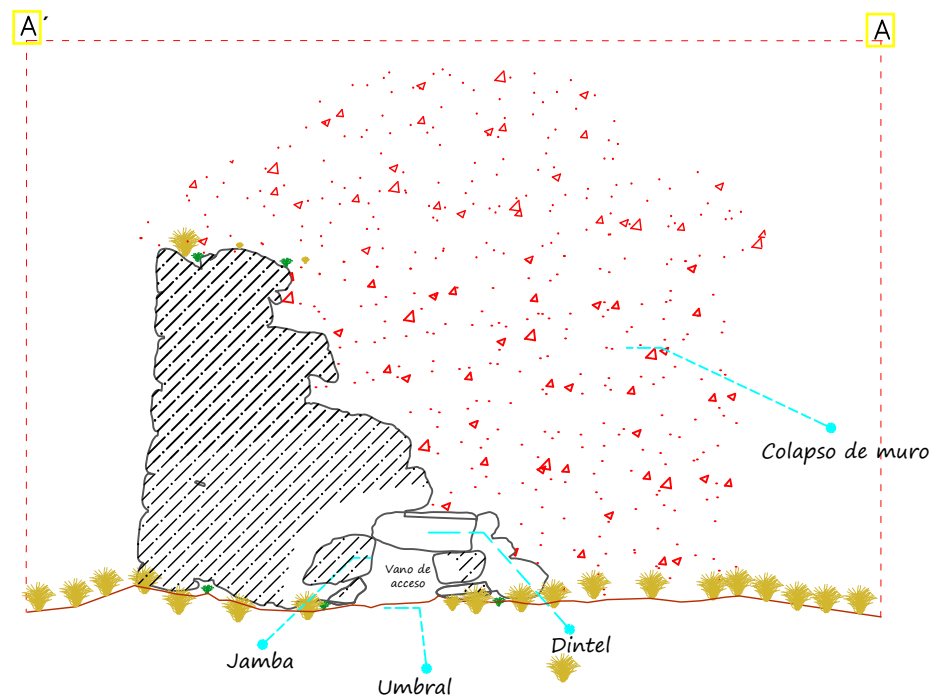 A´
A
Colapso de muro
Vano de
acceso
Dintel
Jamba
Umbral